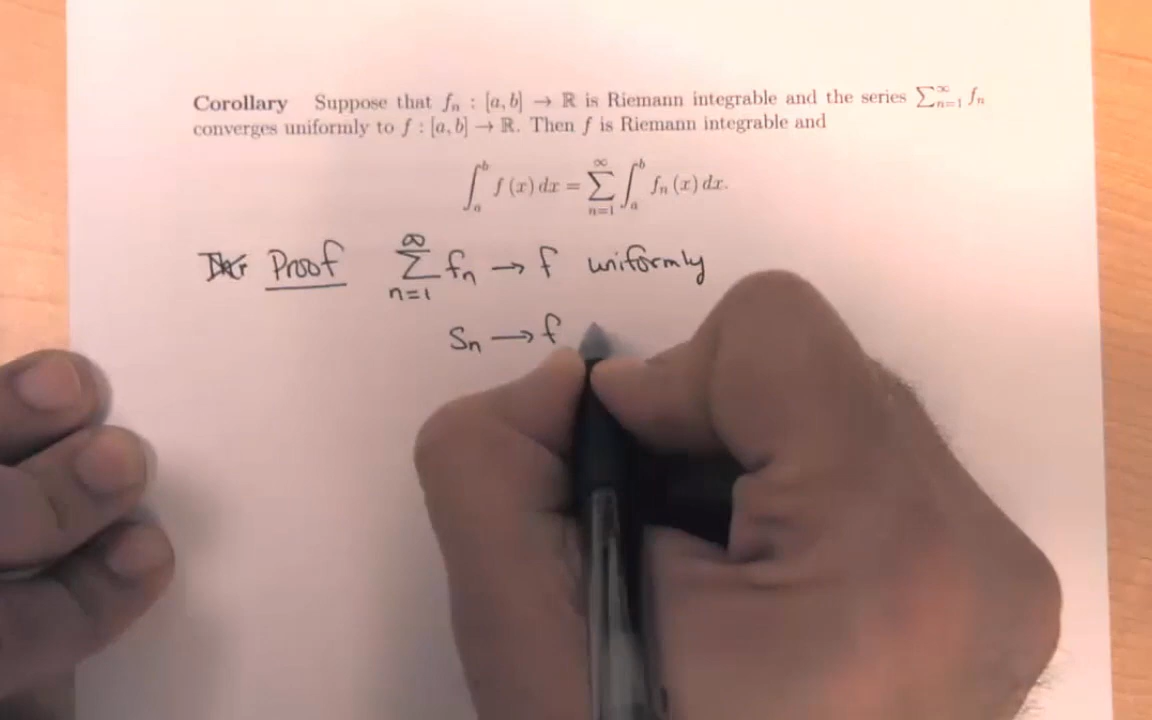 Corollary Suppose that fₙ : [a, b] → ℝ is Riemann integrable and the series ∑ₙ₌₁^∞ fₙ
converges uniformly to f : [a, b] → ℝ. Then f is Riemann integrable and
∫ₐᵇ f (x) dx = ∑ₙ₌₁^∞ ∫ₐᵇ fₙ (x) dx.
Proof ∑ₙ₌₁^∞ fₙ → f uniformly
Sₙ → f